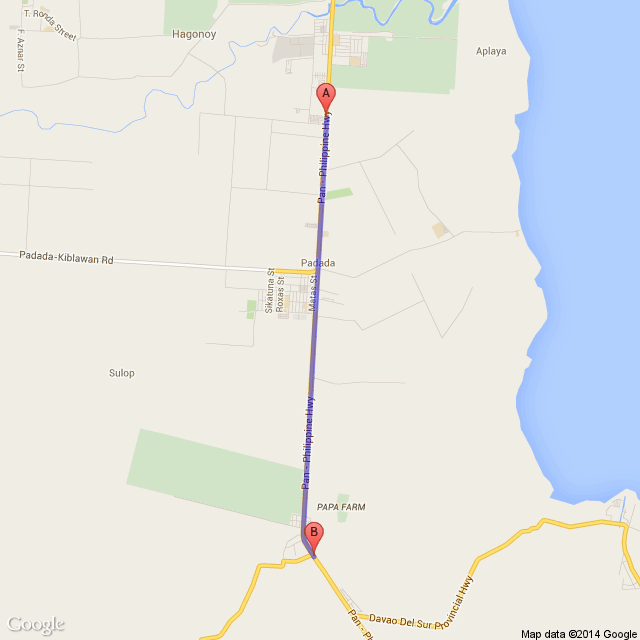 T. Ronda Street
F. Aznar St
Hagonoy
Aplaya
A
Pan - Philippine Hwy
Padada-Kiblawan Rd
Padada
Sikatuna St
Roxas St
Matas St
Sulop
Pan - Philippine Hwy
PAPA FARM
B
Davao Del Sur Provincial Hwy
Pan - Ph
Google
Map data ©2014 Google